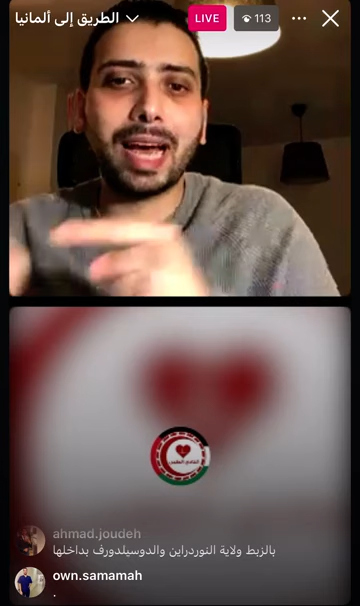 الطريق إلى ألمانيا
LIVE
113
ahmad.joudeh
بالزبط ولاية النوردراين والدوسيلدورف بداخلها
own.samamah
.